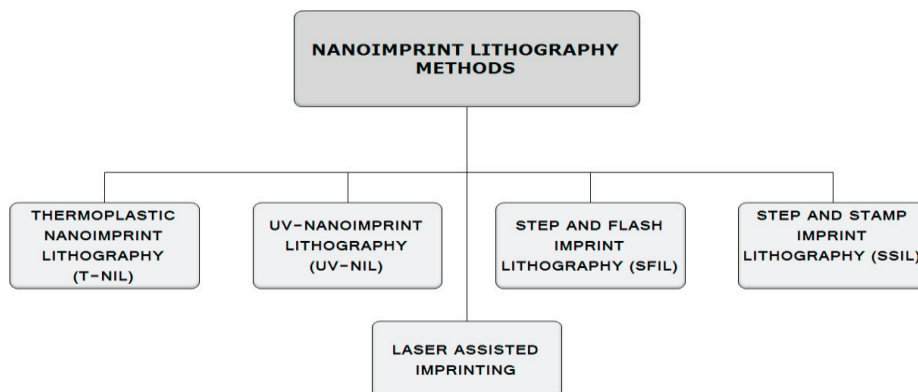 NANOIMPRINT LITHOGRAPHY
METHODS
THERMOPLASTIC
NANOIMPRINT
LITHOGRAPHY
(T-NIL)
UV-NANOIMPRINT
LITHOGRAPHY
(UV-NIL)
STEP AND FLASH
IMPRINT
LITHOGRAPHY (SFIL)
STEP AND STAMP
IMPRINT
LITHOGRAPHY (SSIL)
LASER ASSISTED
IMPRINTING